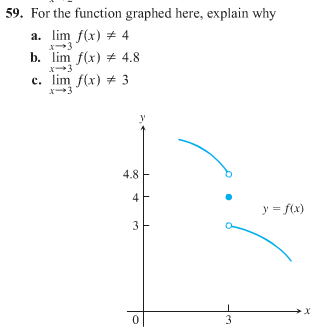 59. For the function graphed here, explain why
a. lim f(x) ≠ 4
x→3
b. lim f(x) ≠ 4.8
x→3
c. lim f(x) ≠ 3
x→3
y
4.8
4
y = f(x)
3
x
0
3